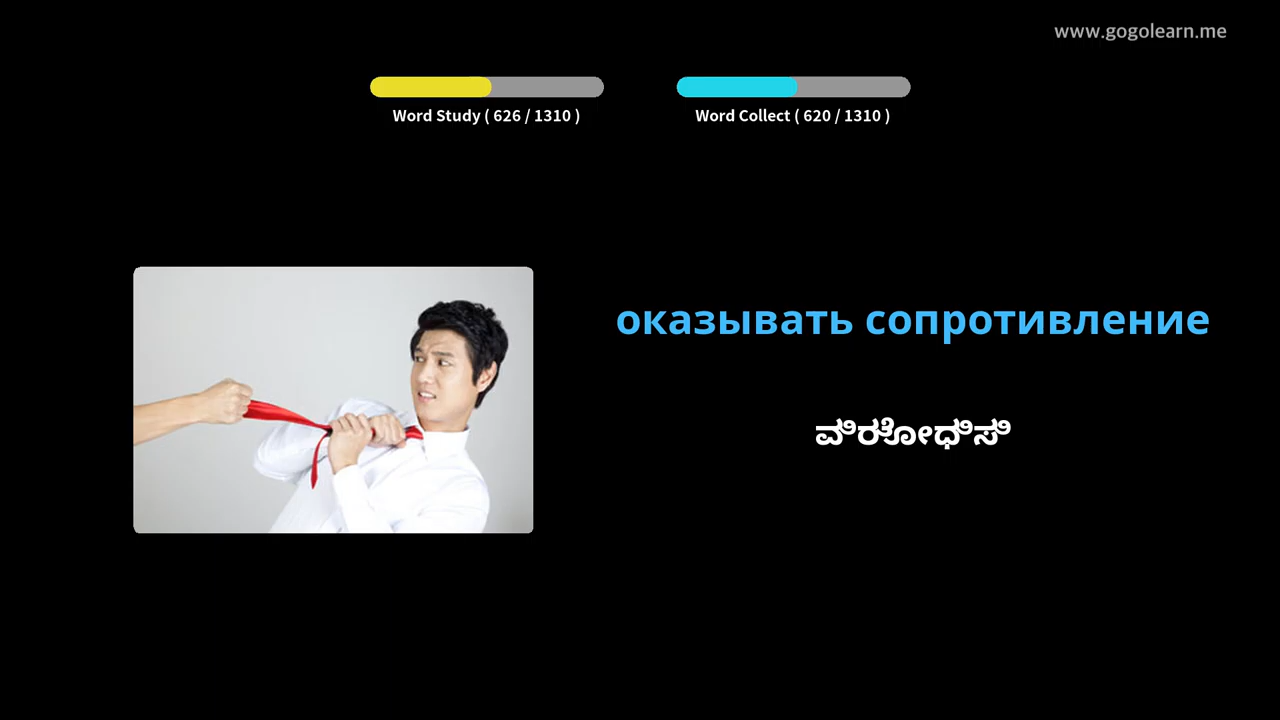 www.gogolearn.me
Word Study ( 626 / 1310 )
Word Collect ( 620 / 1310 )
оказывать сопротивление
ವಿರೋಧಿಸಿ